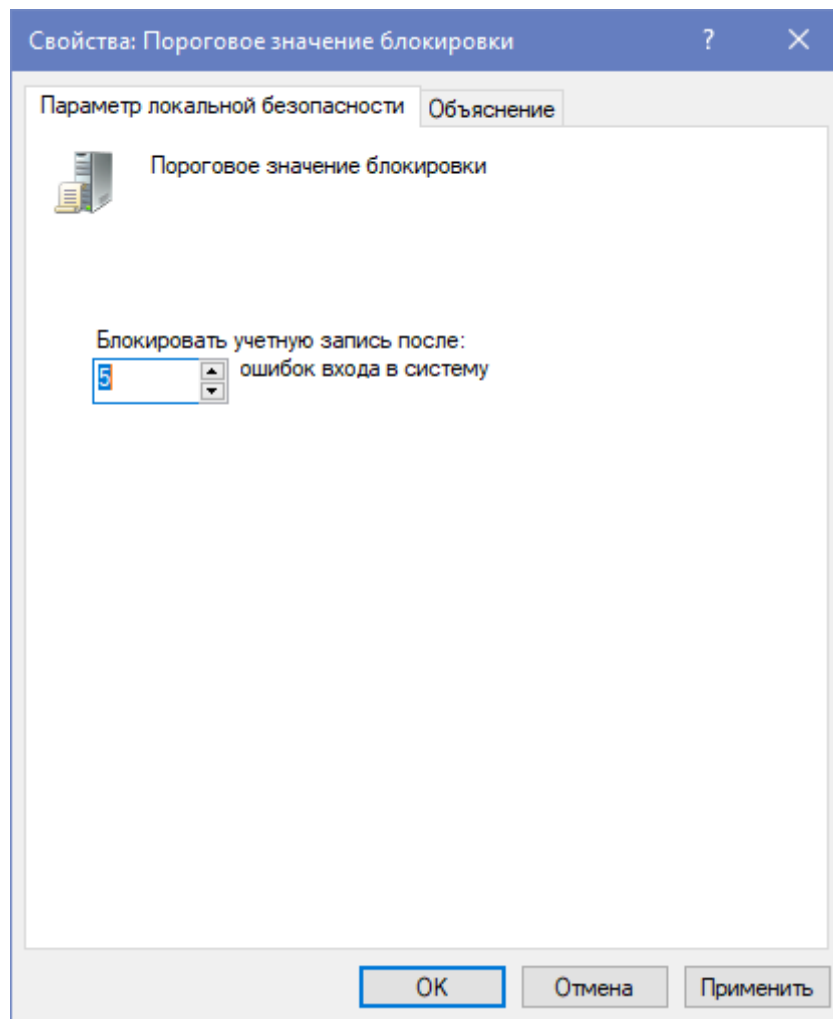 Свойства: Пороговое значение блокировки ? ×
Параметр локальной безопасности Объяснение
Пороговое значение блокировки
Блокировать учетную запись после:
5 ошибок входа в систему
ОК Отмена Применить